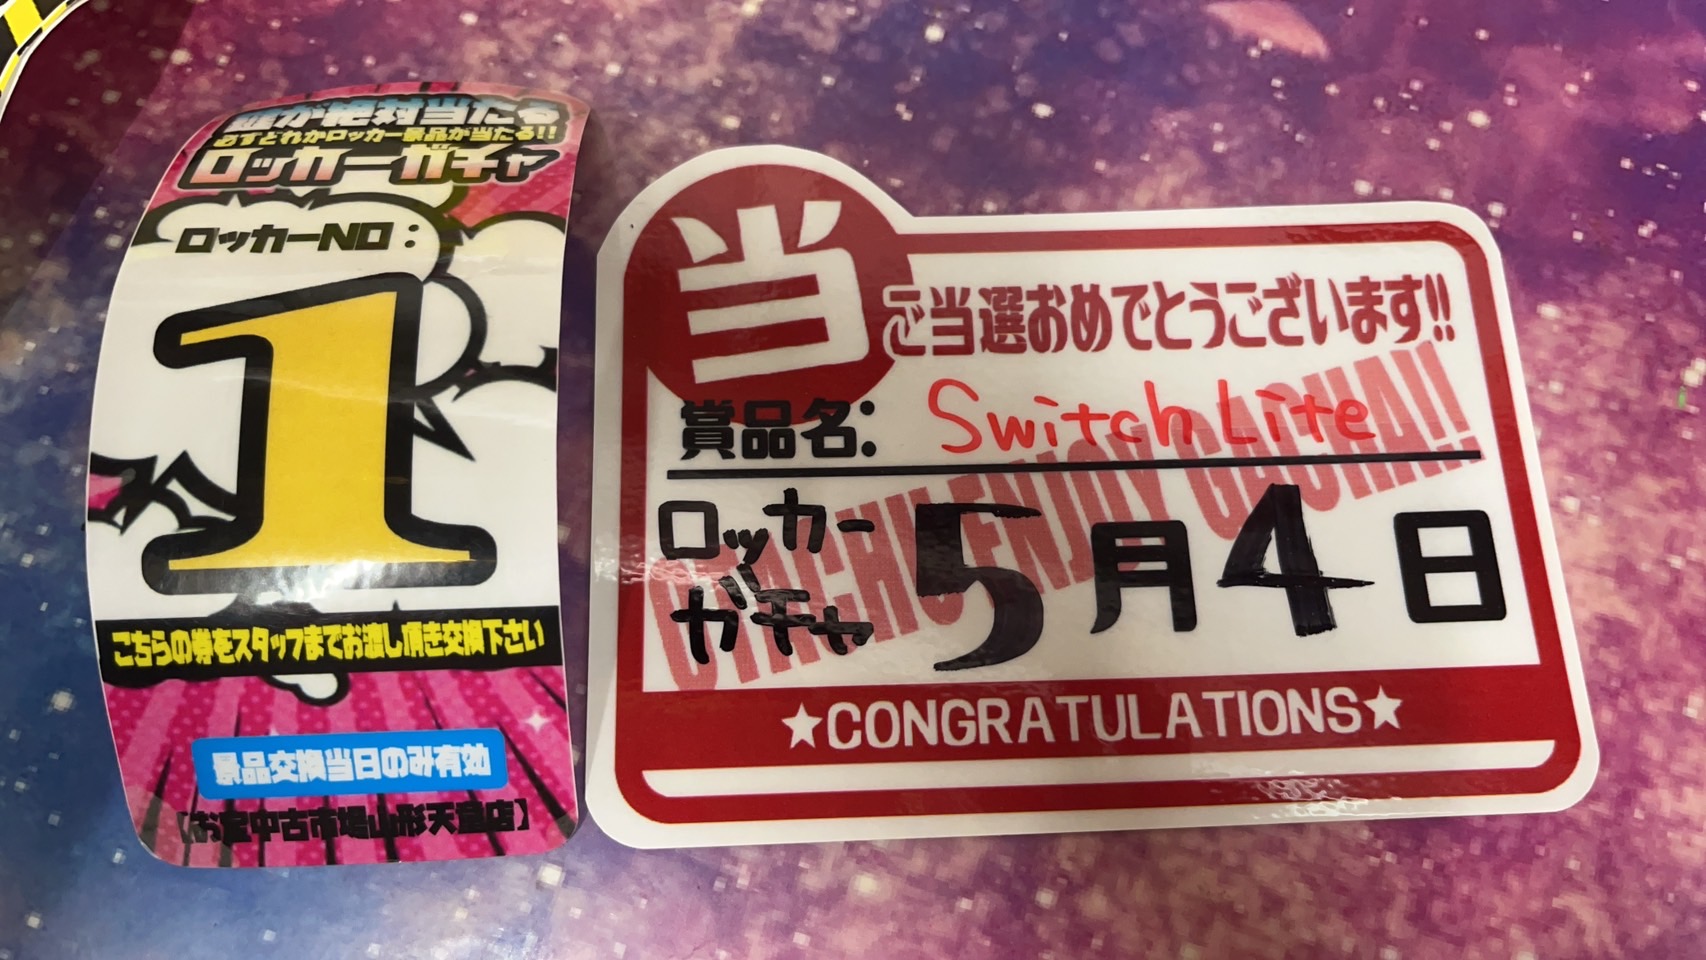 誰が絶対当たる
必ずどれかロッカー景品が当たる!!
ロッカーガチャ
ロッカーNO:
1
こちらの券をスタッフまでお渡し頂き交換下さい
景品交換当日のみ有効
【お宝中古市場山形天童店】
当
ご当選おめでとうございます!!
賞品名: Switch Lite
ENJOY GACHA!!
ロッカー
ガチャ
5月4日
★CONGRATULATIONS★